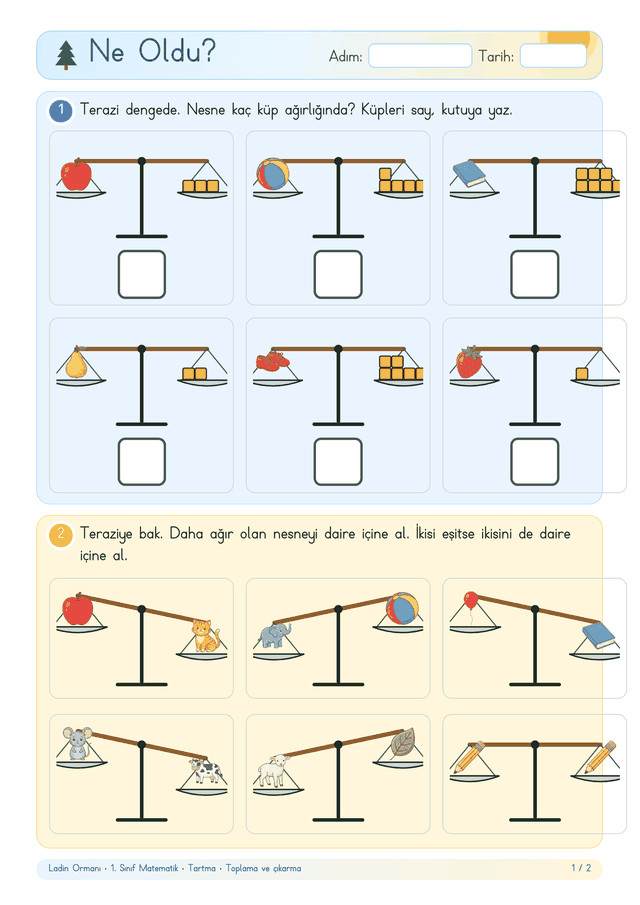 Ne Oldu?
Adım:
Tarih:
1
Terazi dengede. Nesne kaç küp ağırlığında? Küpleri say, kutuya yaz.
2
Teraziye bak. Daha ağır olan nesneyi daire içine al. İkisi eşitse ikisini de daire
içine al.
Ladin Ormanı • 1. Sınıf Matematik • Tartma • Toplama ve çıkarma
1 / 2